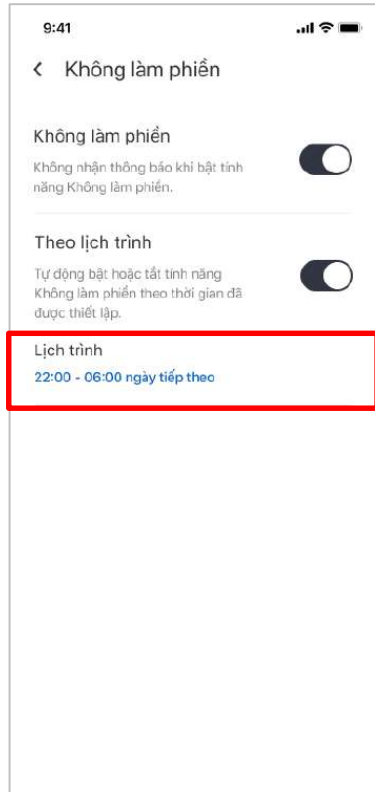 9:41
Không làm phiền
Không làm phiền
Không nhận thông báo khi bật tính
năng Không làm phiền.
Theo lịch trình
Tự động bật hoặc tắt tính năng
Không làm phiền theo thời gian đã
được thiết lập.
Lịch trình
22:00 - 06:00 ngày tiếp theo